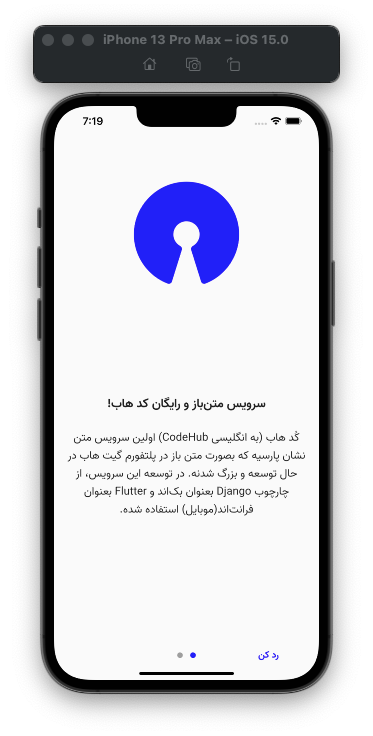 iPhone 13 Pro Max – iOS 15.0
7:19
سرویس متن‌باز و رایگان کد هاب!
کُد هاب (به انگلیسی CodeHub) اولین سرویس متن
نشان پارسیه که بصورت متن باز در پلتفورم گیت هاب در
حال توسعه و بزرگ شدنه. در توسعه این سرویس، از
چارچوب Django بعنوان بک‌اند و Flutter بعنوان
فرانت‌اند(موبایل) استفاده شده.
رد کن